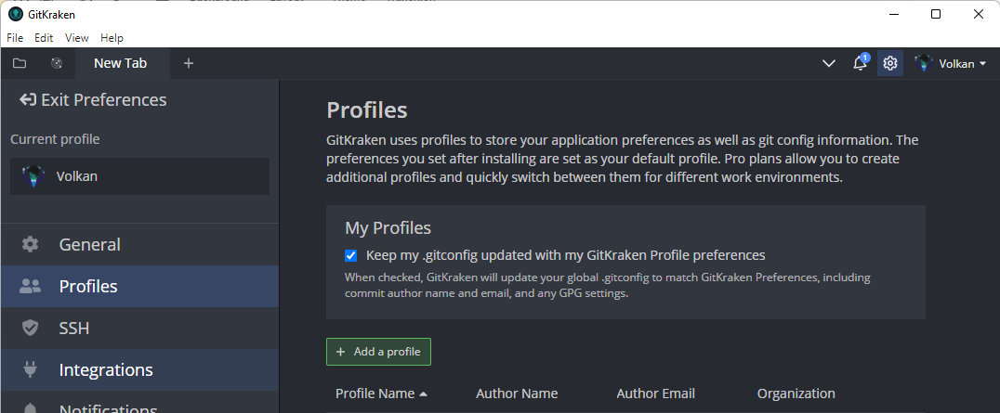 GitKraken
File Edit View Help
New Tab
1
Volkan
Exit Preferences
Current profile
Volkan
General
Profiles
SSH
Integrations
Notifications
Profiles
GitKraken uses profiles to store your application preferences as well as git config information. The
preferences you set after installing are set as your default profile. Pro plans allow you to create
additional profiles and quickly switch between them for different work environments.
My Profiles
Keep my .gitconfig updated with my GitKraken Profile preferences
When checked, GitKraken will update your global .gitconfig to match GitKraken Preferences, including
commit author name and email, and any GPG settings.
+ Add a profile
Profile Name Author Name Author Email Organization